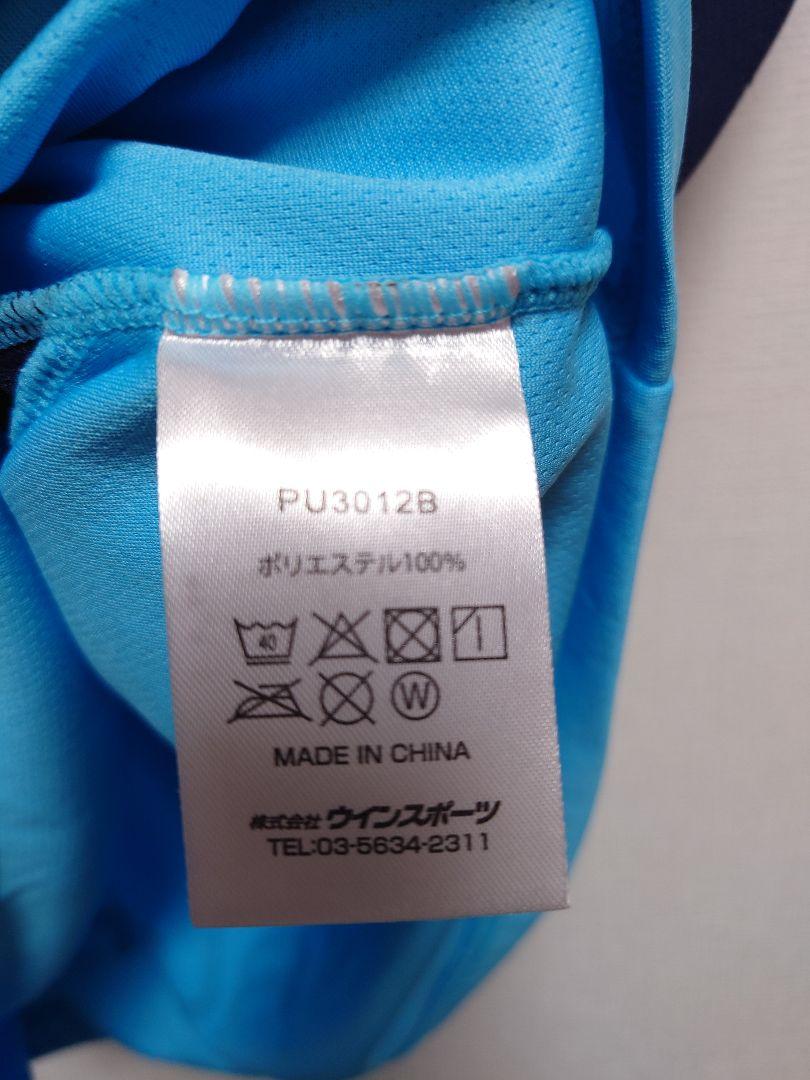 PU3012B
ポリエステル100%
40
W
MADE IN CHINA
株式会社 ウインスポーツ
TEL:03-5634-2311